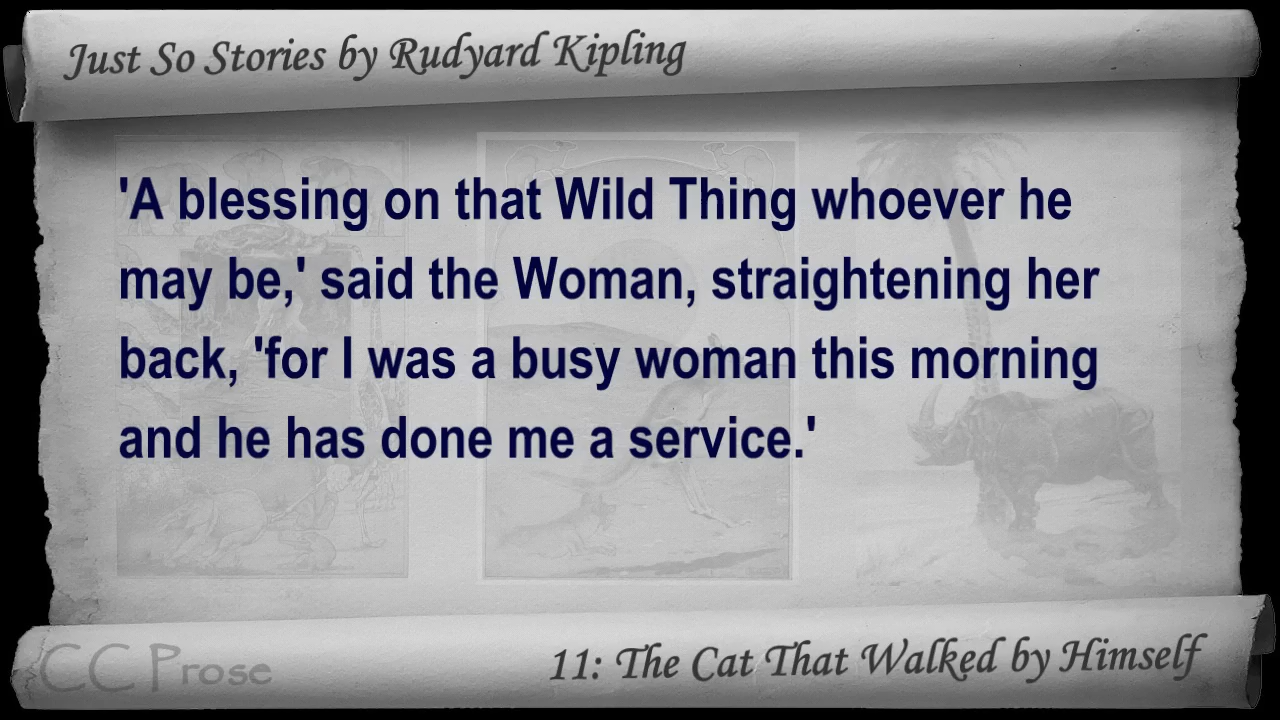 Just So Stories by Rudyard Kipling
'A blessing on that Wild Thing whoever he
may be,' said the Woman, straightening her
back, 'for I was a busy woman this morning
and he has done me a service.'
CC Prose
11: The Cat That Walked by Himself